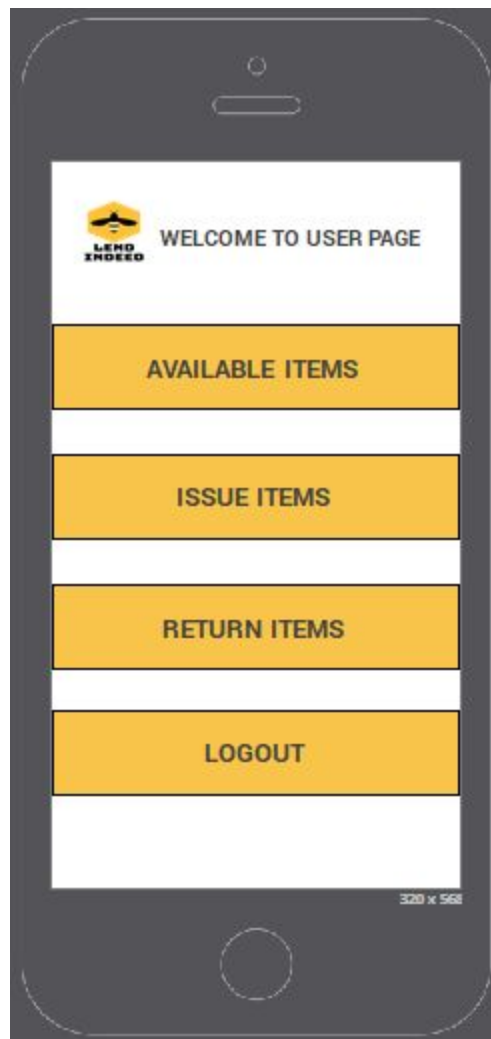 LEND
INDEED
WELCOME TO USER PAGE
AVAILABLE ITEMS
ISSUE ITEMS
RETURN ITEMS
LOGOUT
320 x 568